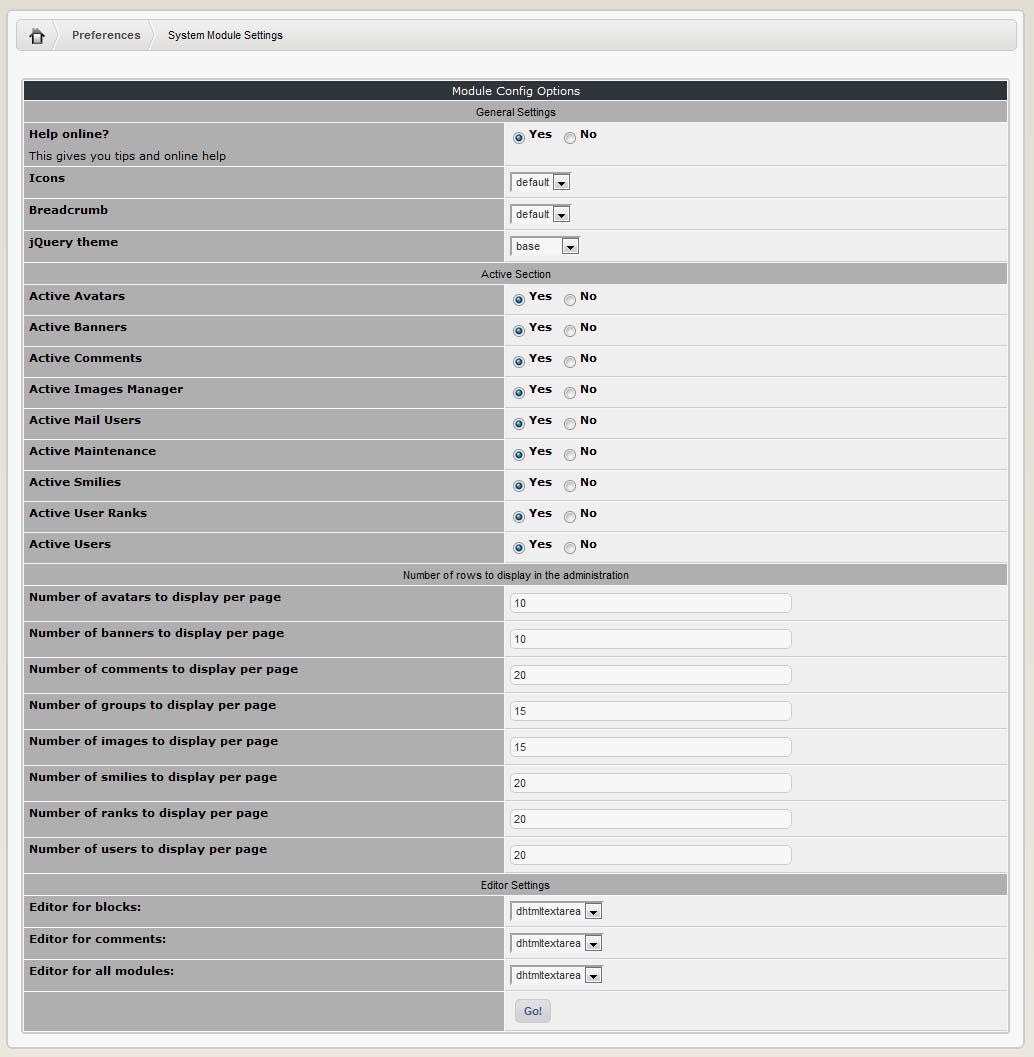 Preferences System Module Settings
Module Config Options
General Settings
Help online? Yes No
This gives you tips and online help
Icons default
Breadcrumb default
jQuery theme base
Active Section
Active Avatars Yes No
Active Banners Yes No
Active Comments Yes No
Active Images Manager Yes No
Active Mail Users Yes No
Active Maintenance Yes No
Active Smilies Yes No
Active User Ranks Yes No
Active Users Yes No
Number of rows to display in the administration
Number of avatars to display per page 10
Number of banners to display per page 10
Number of comments to display per page 20
Number of groups to display per page 15
Number of images to display per page 15
Number of smilies to display per page 20
Number of ranks to display per page 20
Number of users to display per page 20
Editor Settings
Editor for blocks: dhtmltextarea
Editor for comments: dhtmltextarea
Editor for all modules: dhtmltextarea
Go!